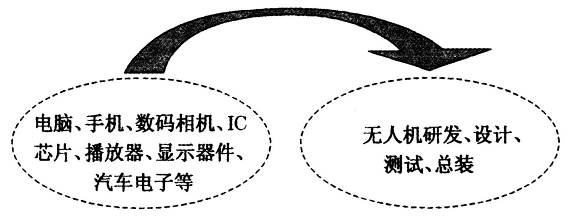 电脑、手机、数码相机、IC
芯片、播放器、显示器件、
汽车电子等
无人机研发、设计、
测试、总装